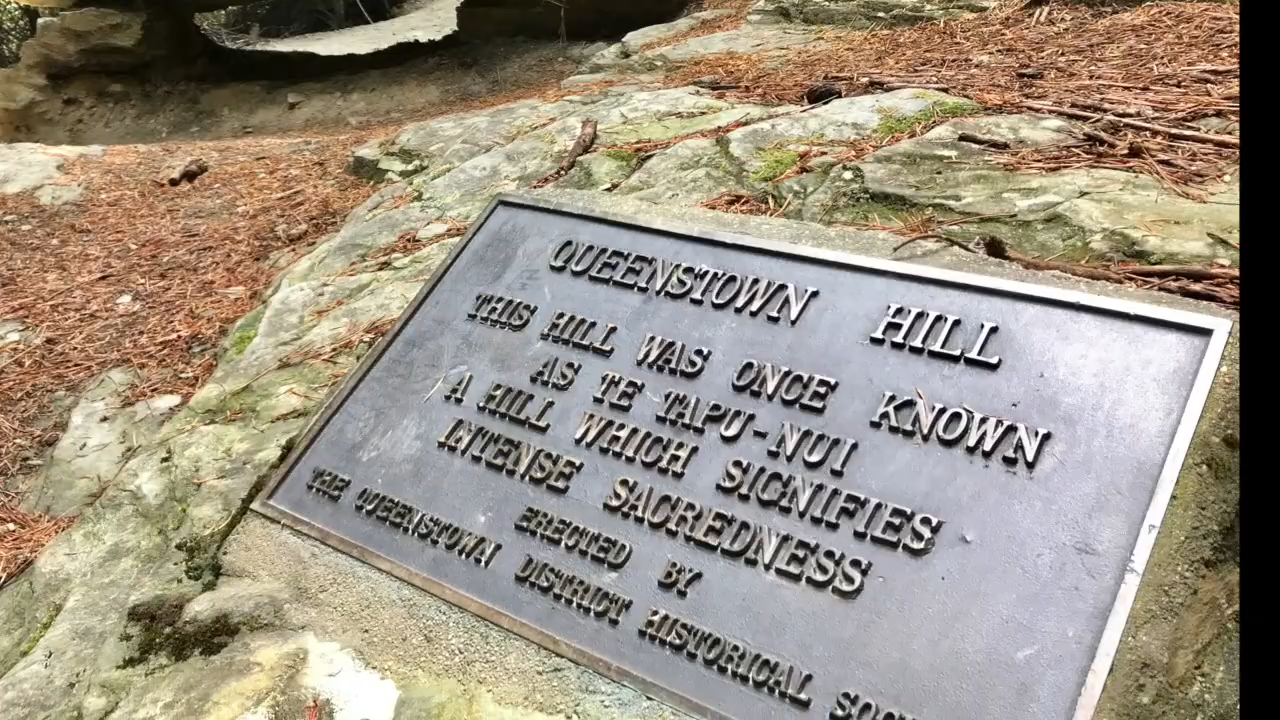 QUEENSTOWN HILL
THIS HILL WAS ONCE KNOWN
AS TE TAPU-NUI
A HILL WHICH SIGNIFIES
INTENSE SACREDNESS
ERECTED BY
THE QUEENSTOWN DISTRICT HISTORICAL